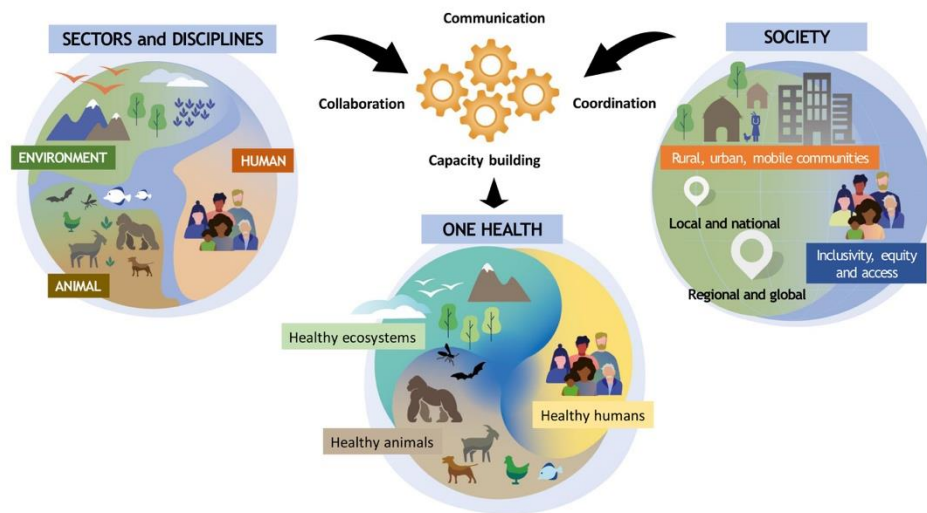 SECTORS and DISCIPLINES
ENVIRONMENT
HUMAN
ANIMAL
Communication
Collaboration
Coordination
Capacity building
SOCIETY
Rural, urban, mobile communities
Local and national
Inclusivity, equity
and access
Regional and global
ONE HEALTH
Healthy ecosystems
Healthy humans
Healthy animals